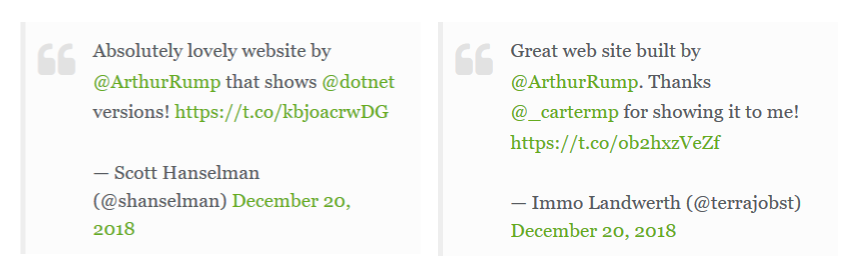 Absolutely lovely website by
@ArthurRump that shows @dotnet
versions! https://t.co/kbjoacrwDG
— Scott Hanselman
(@shanselman) December 20,
2018
Great web site built by
@ArthurRump. Thanks
@_cartermp for showing it to me!
https://t.co/ob2hxzVeZf
— Immo Landwerth (@terrajobst)
December 20, 2018